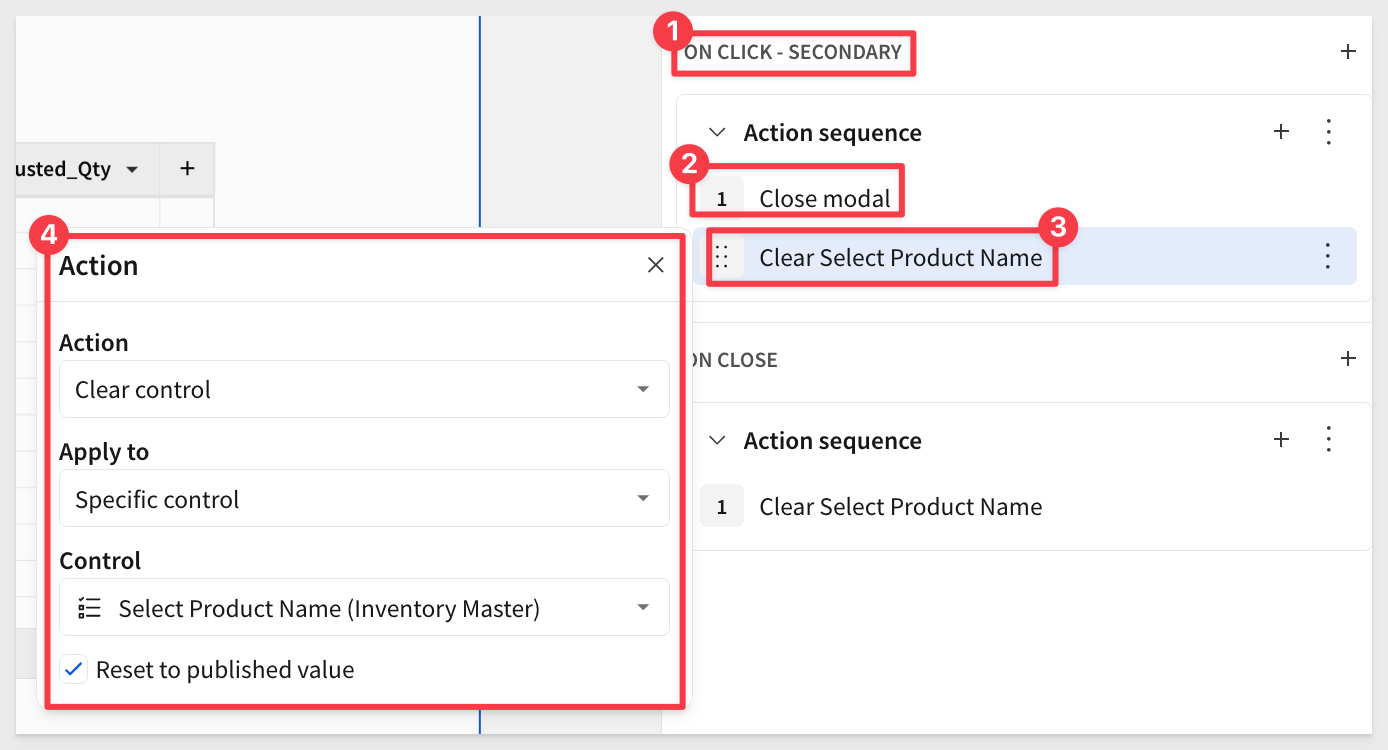 1
ON CLICK - SECONDARY
Action sequence
usted_Qty
2
1 Close modal
3
Clear Select Product Name
4
Action
Action
Clear control
Apply to
Specific control
Control
Select Product Name (Inventory Master)
Reset to published value
ON CLOSE
Action sequence
1 Clear Select Product Name